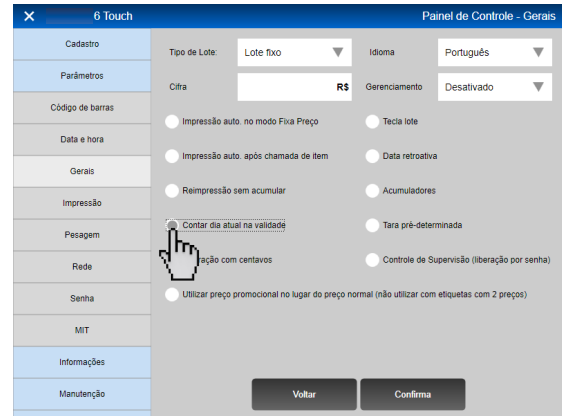 ✕ 6 Touch Painel de Controle - Gerais
Cadastro
Parâmetros
Código de barras
Data e hora
Gerais
Impressão
Pesagem
Rede
Senha
MIT
Informações
Manutenção
Tipo de Lote: Lote fixo Idioma Português
Cifra R$ Gerenciamento Desativado
Impressão auto. no modo Fixa Preço Tecla lote
Impressão auto. após chamada de item Data retroativa
Reimpressão sem acumular Acumuladores
Contar dia atual na validade Tara pré-determinada
com centavos Controle de Supervisão (liberação por senha)
Utilizar preço promocional no lugar do preço normal (não utilizar com etiquetas com 2 preços)
Voltar Confirma